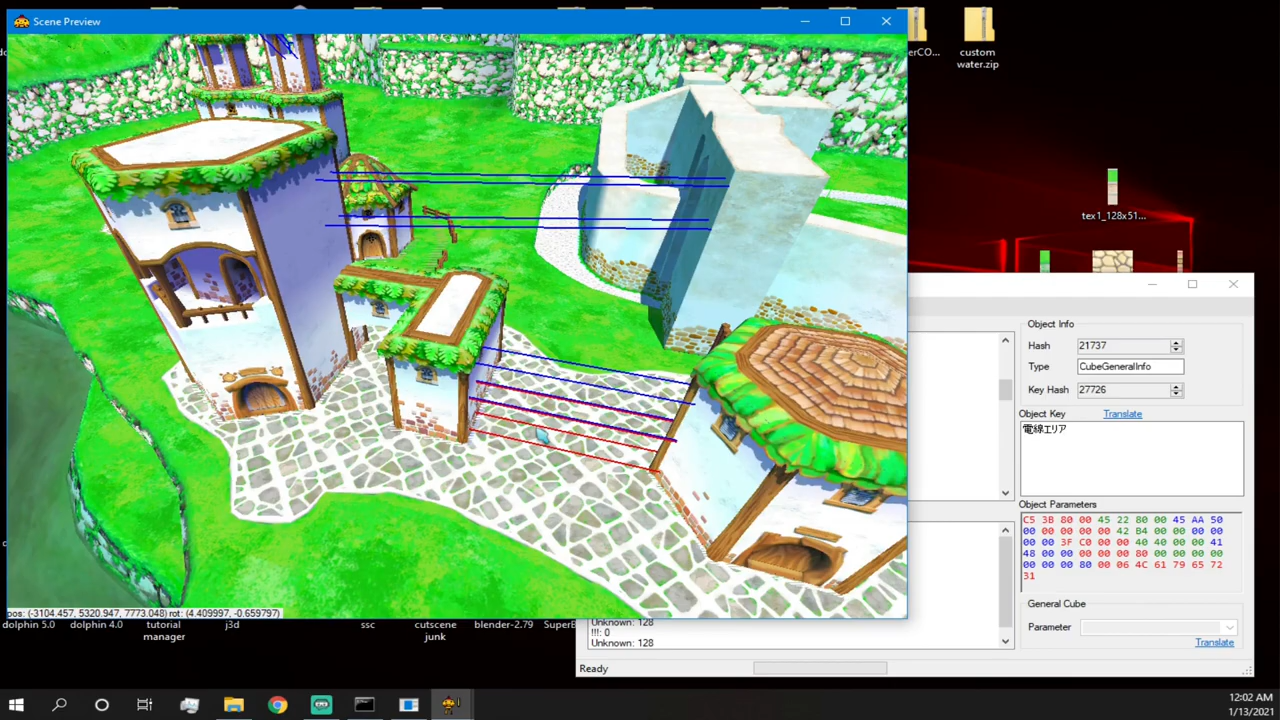 Scene Preview
erCO...
custom
water.zip
tex1_128x51...
Object Info
Hash
21737
Type
CubeGeneralInfo
Key Hash
27726
Object Key
Translate
電線エリア
Object Parameters
C5 3B 80 00 45 22 80 00 45 AA 50
00 00 00 00 00 42 B4 00 00 00 00
00 00 3F C0 00 00 40 40 00 00 41
48 00 00 00 00 00 80 00 00 00 00
00 00 00 80 00 06 4C 61 79 65 72
31
General Cube
Parameter
Translate
pos: (-3104.457, 5320.947, 7773.048) rot: (4.409997, -0.659797)
dolphin 5.0
dolphin 4.0
tutorial
manager
j3d
ssc
cutscene
junk
blender-2.79
SuperB
Unknown: 128
!!!: 0
Unknown: 128
Ready
12:02 AM
1/13/2021